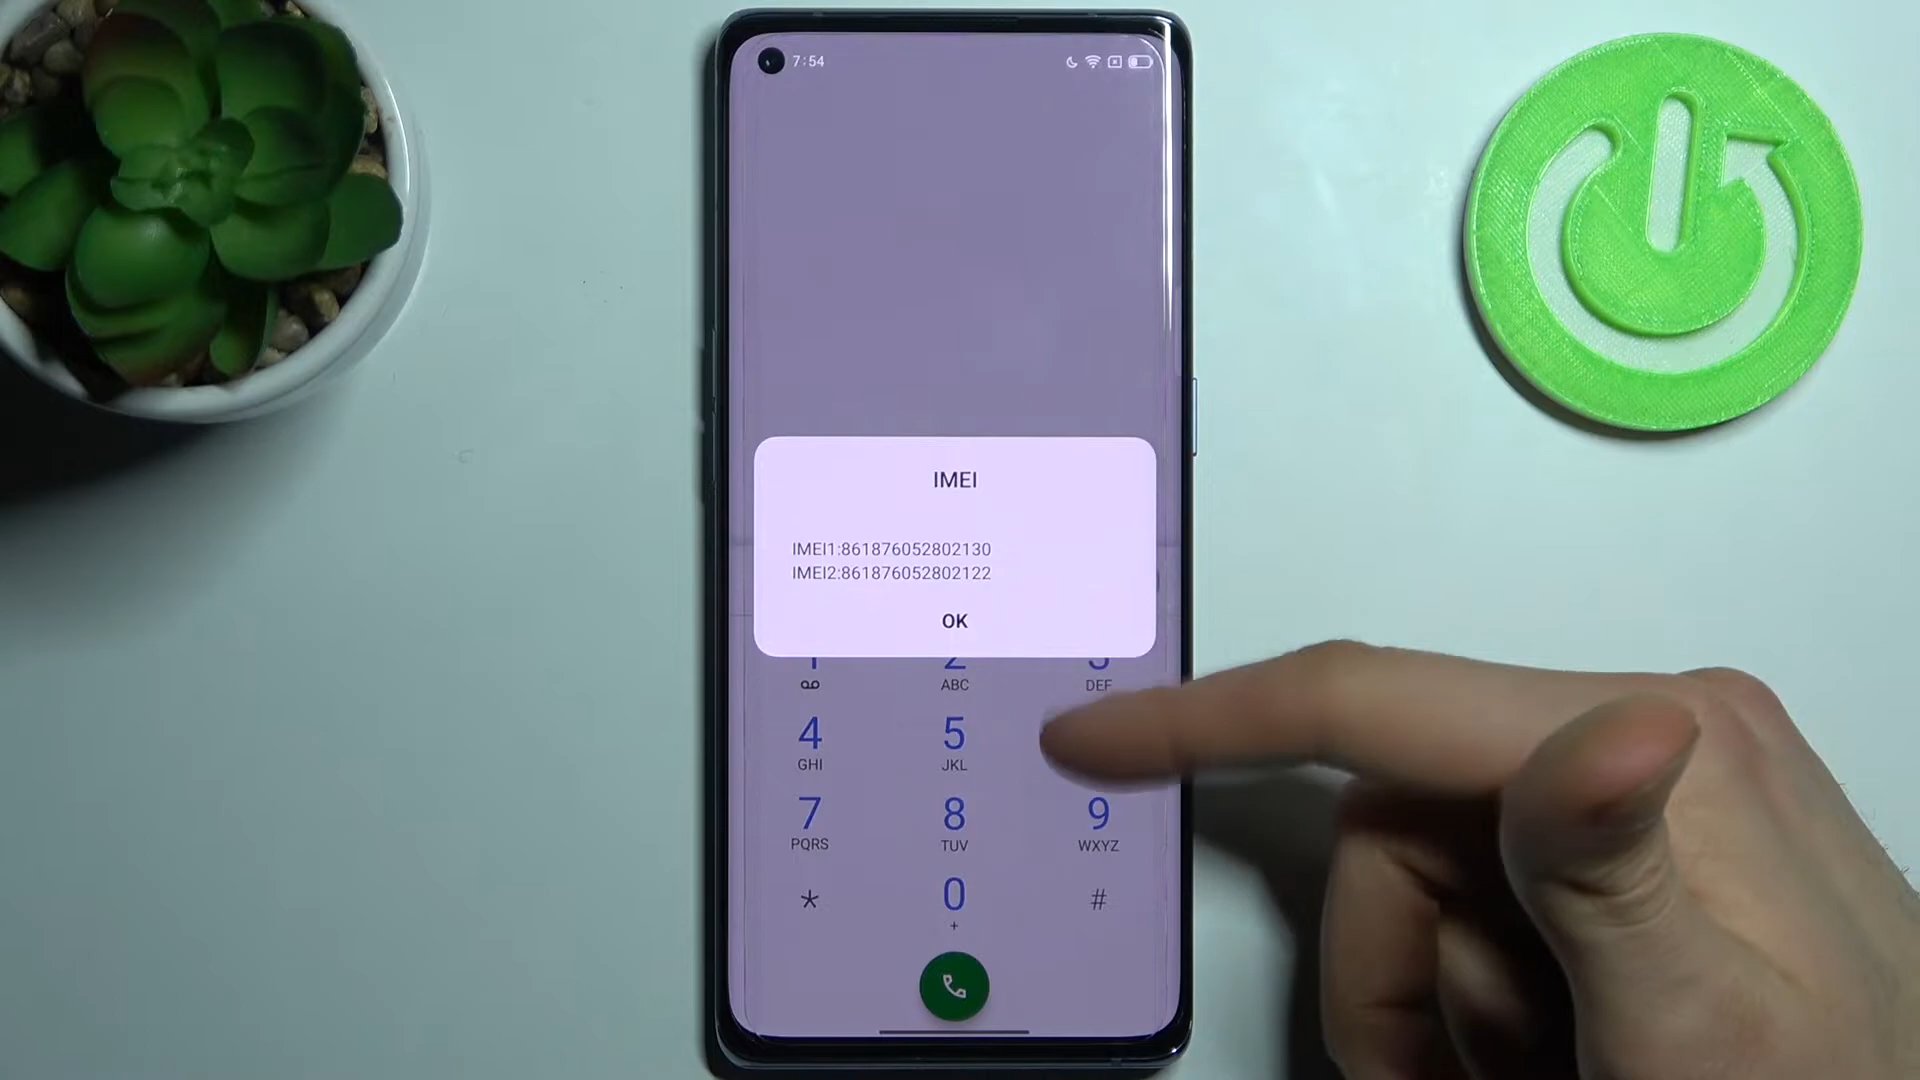 7:54
IMEI
IMEI1:861876052802130
IMEI2:861876052802122
OK
1 2 3
ABC DEF
4 5
GHI JKL
7 8 9
PQRS TUV WXYZ
* 0 #
+